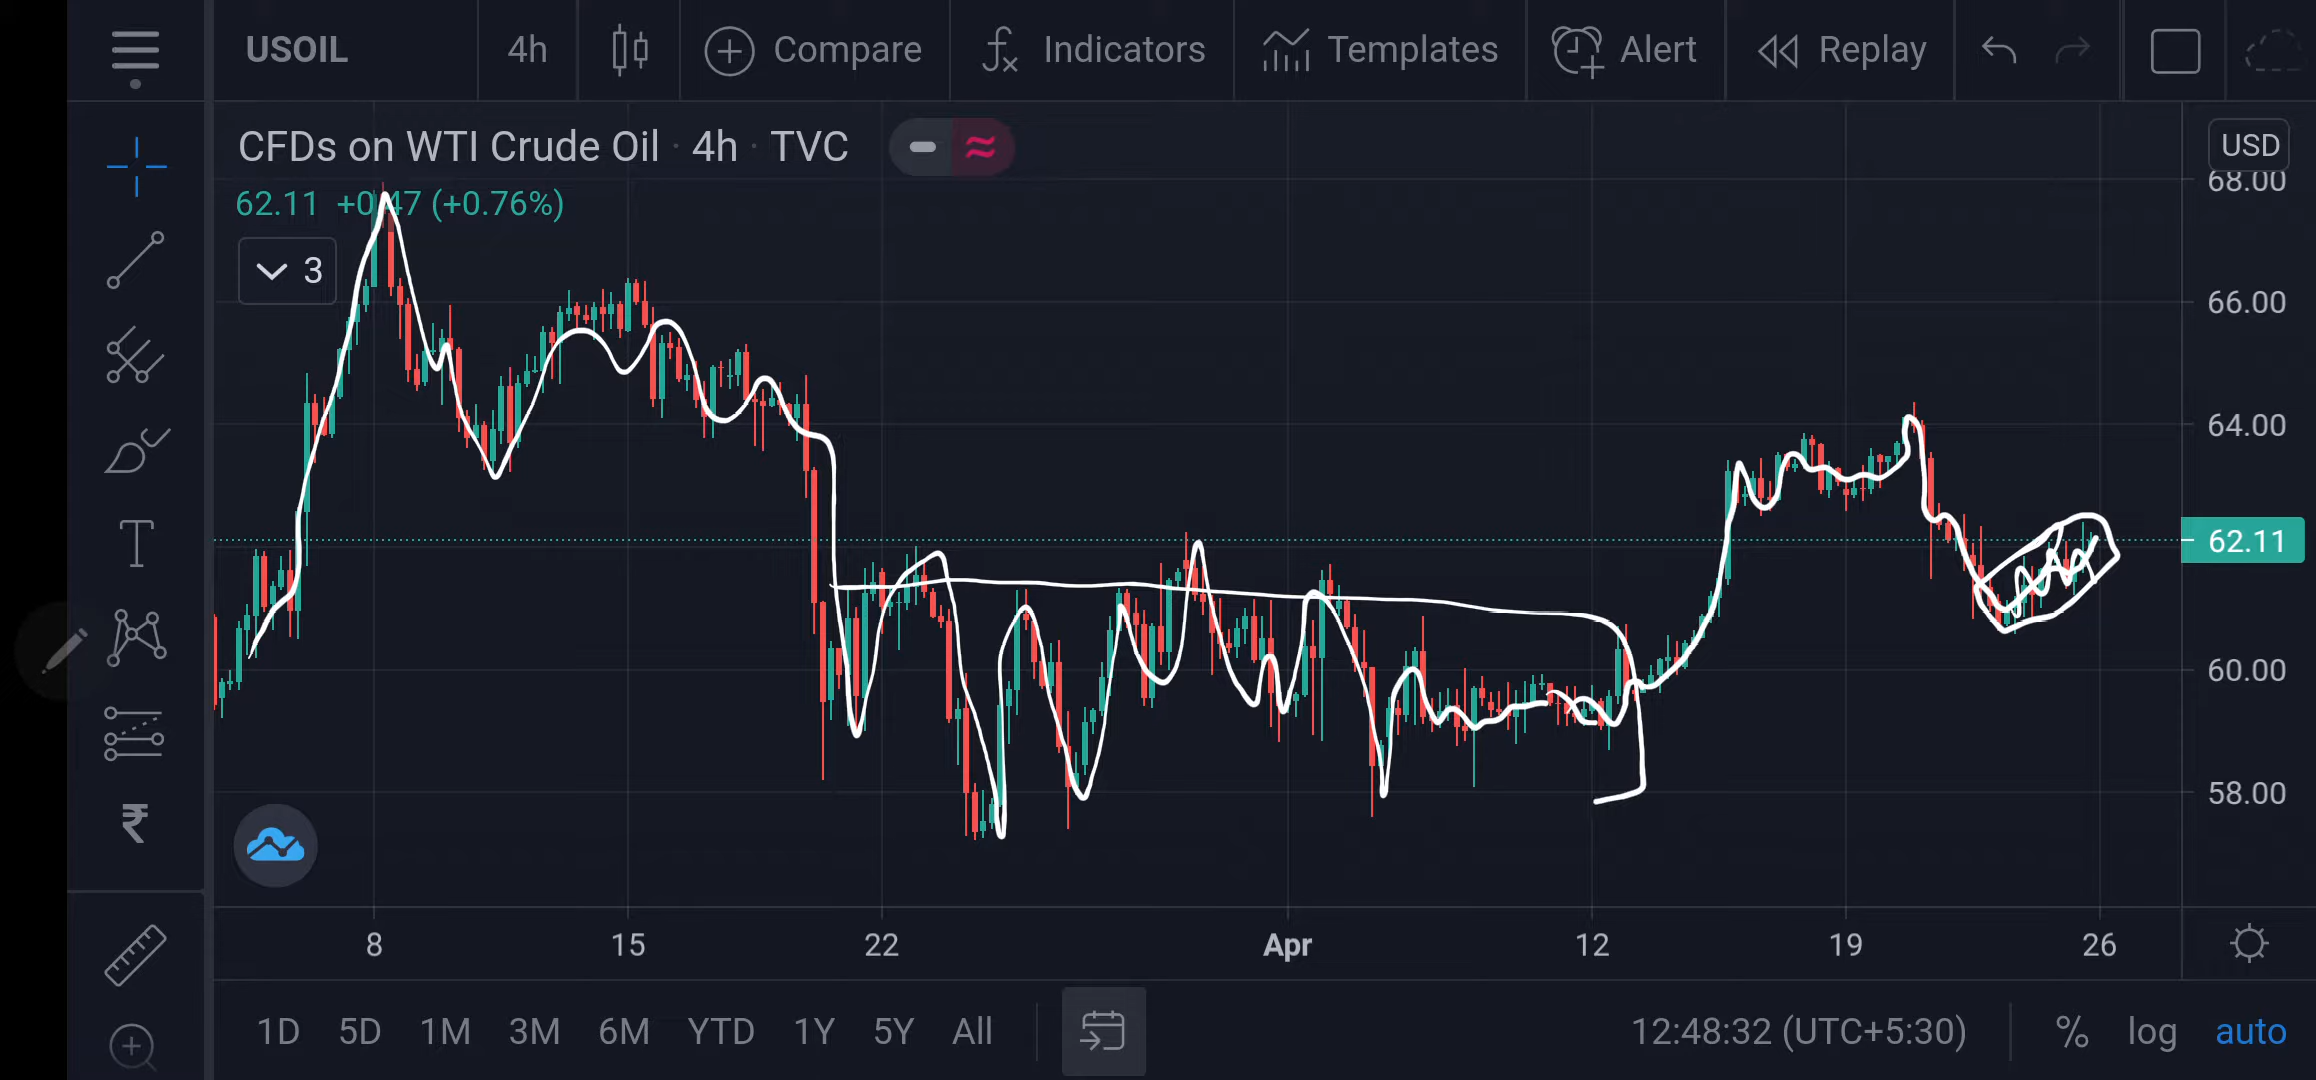 USOIL 4h Compare Indicators Templates Alert Replay
CFDs on WTI Crude Oil · 4h · TVC
USD
68.00
62.11 +0.47 (+0.76%)
3
66.00
64.00
62.11
60.00
58.00
8 15 22 Apr 12 19 26
1D 5D 1M 3M 6M YTD 1Y 5Y All 12:48:32 (UTC+5:30) % log auto